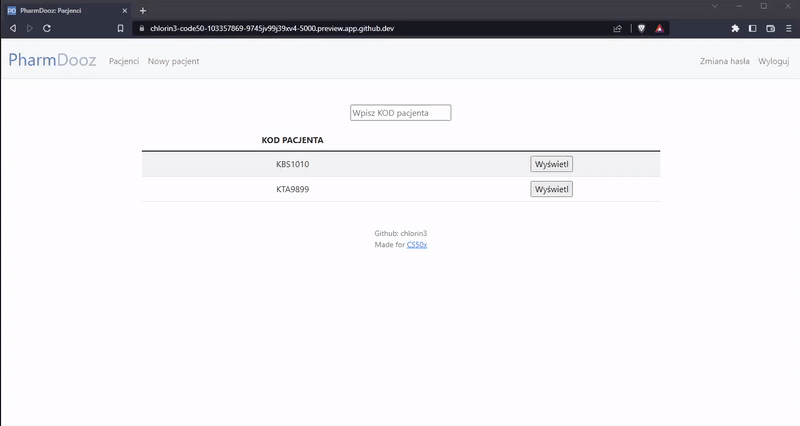 PD PharmDooz: Pacjenci
chlorin3-code50-103357869-9745jv99j39xv4-5000.preview.app.github.dev
PharmDooz Pacjenci Nowy pacjent Zmiana hasła Wyloguj
Wpisz KOD pacjenta
KOD PACJENTA
KBS1010 Wyświetl
KTA9899 Wyświetl
Github: chlorin3
Made for CS50x